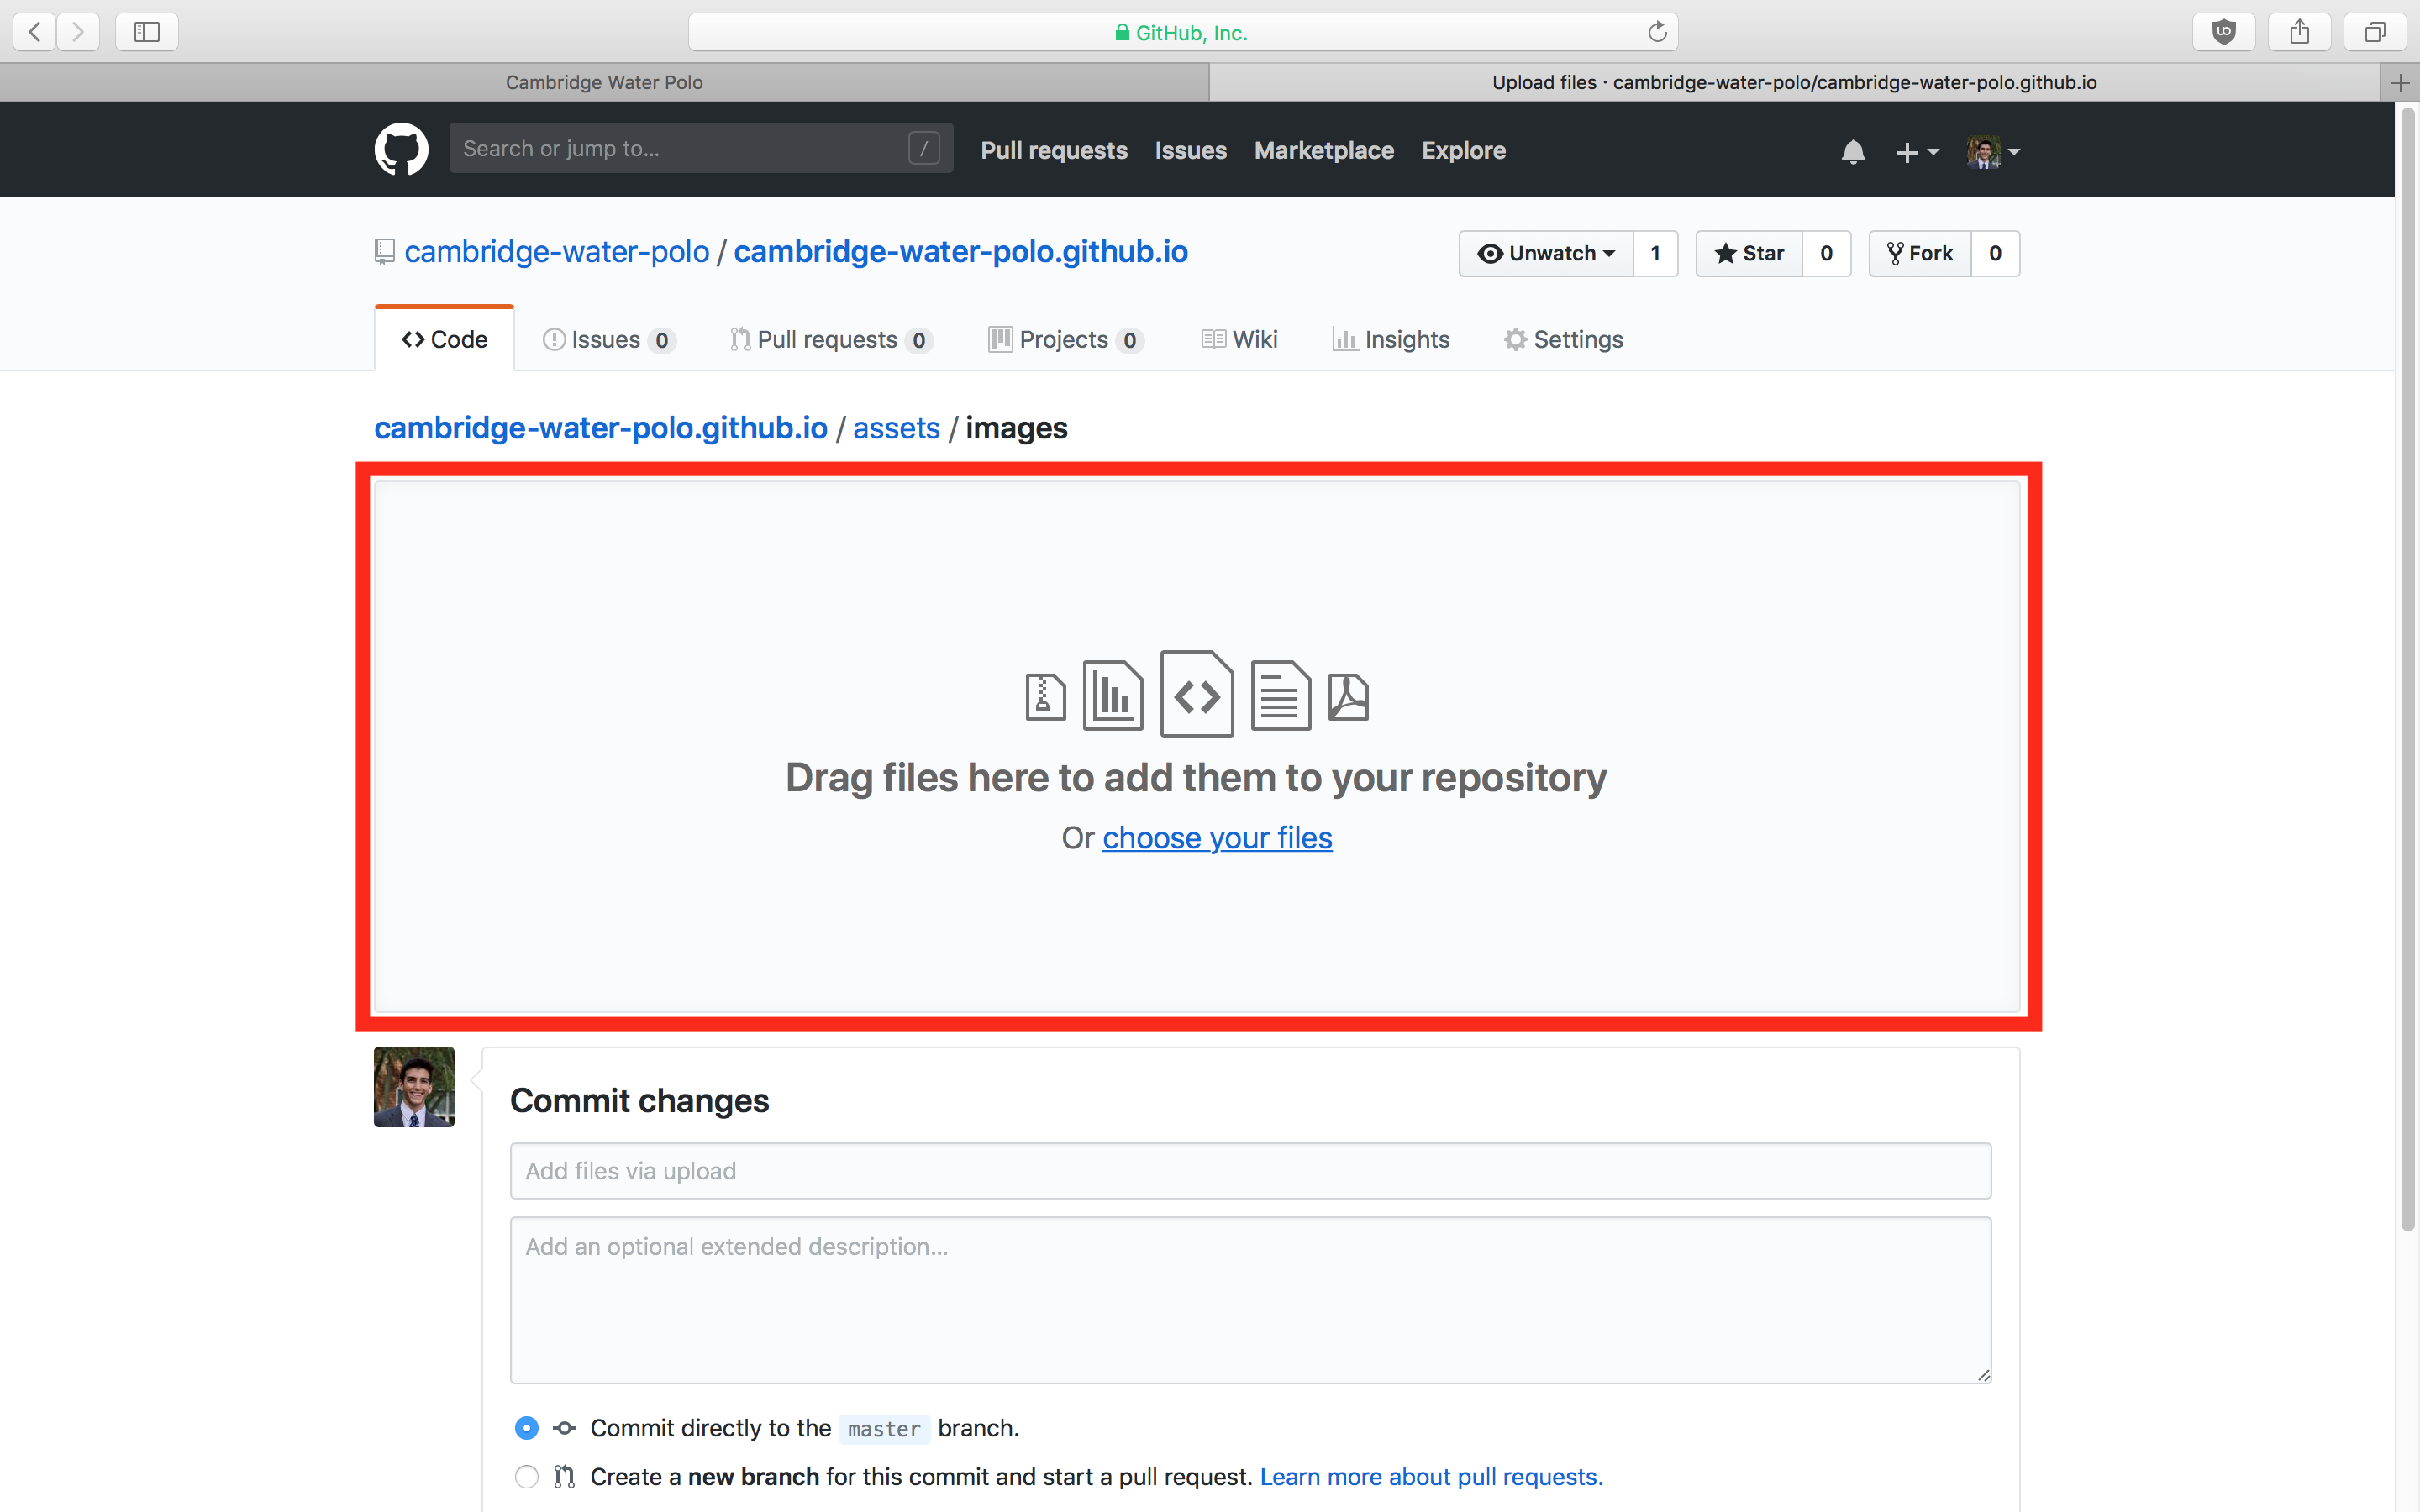 GitHub, Inc.
Cambridge Water Polo
Upload files · cambridge-water-polo/cambridge-water-polo.github.io
Search or jump to... /
Pull requests Issues Marketplace Explore
cambridge-water-polo / cambridge-water-polo.github.io
Unwatch 1 Star 0 Fork 0
Code Issues 0 Pull requests 0 Projects 0 Wiki Insights Settings
cambridge-water-polo.github.io / assets / images
Drag files here to add them to your repository
Or choose your files
Commit changes
Add files via upload
Add an optional extended description...
Commit directly to the master branch.
Create a new branch for this commit and start a pull request. Learn more about pull requests.